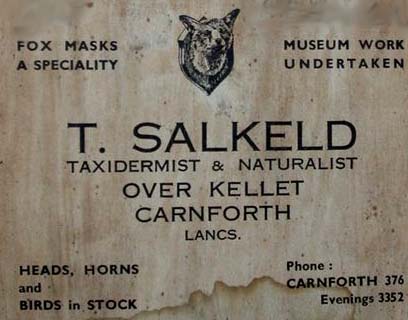 FOX MASKS
A SPECIALITY
MUSEUM WORK
UNDERTAKEN
T. SALKELD
TAXIDERMIST & NATURALIST
OVER KELLET
CARNFORTH
LANCS.
HEADS, HORNS
and
BIRDS in STOCK
Phone :
CARNFORTH 376
Evenings 3352